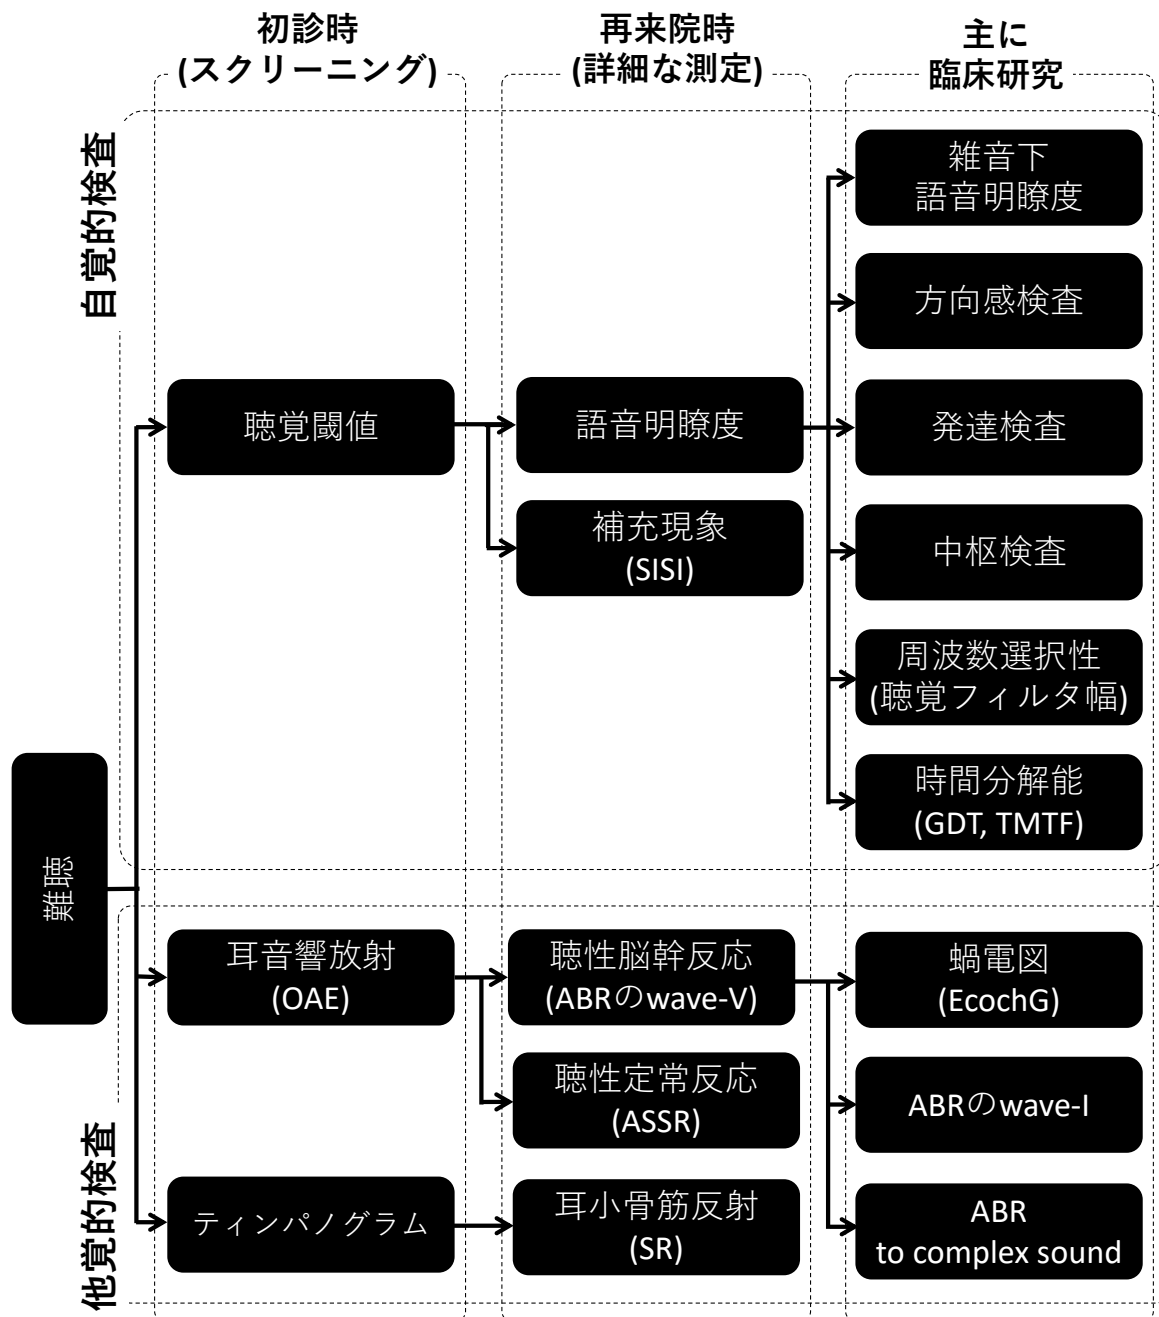 初診時
(スクリーニング)
再来院時
(詳細な測定)
主に
臨床研究
自覚的検査
雑音下
語音明瞭度
方向感検査
聴覚閾値
語音明瞭度
発達検査
補充現象
(SISI)
中枢検査
周波数選択性
(聴覚フィルタ幅)
時間分解能
(GDT, TMTF)
難聴
他覚的検査
耳音響放射
(OAE)
聴性脳幹反応
(ABRのwave-V)
蝸電図
(EcochG)
聴性定常反応
(ASSR)
ABRのwave-I
ティンパノグラム
耳小骨筋反射
(SR)
ABR
to complex sound